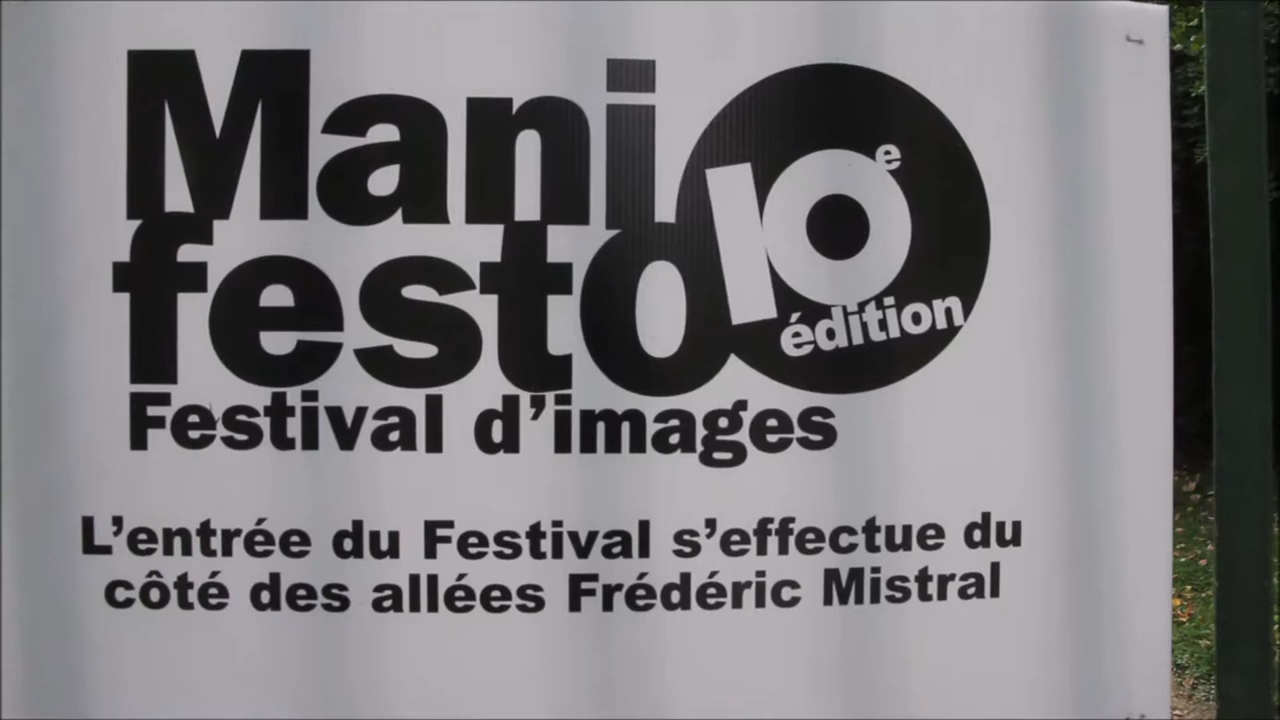 Mani
festo
10e
édition
Festival d'images
L'entrée du Festival s'effectue du
côté des allées Frédéric Mistral